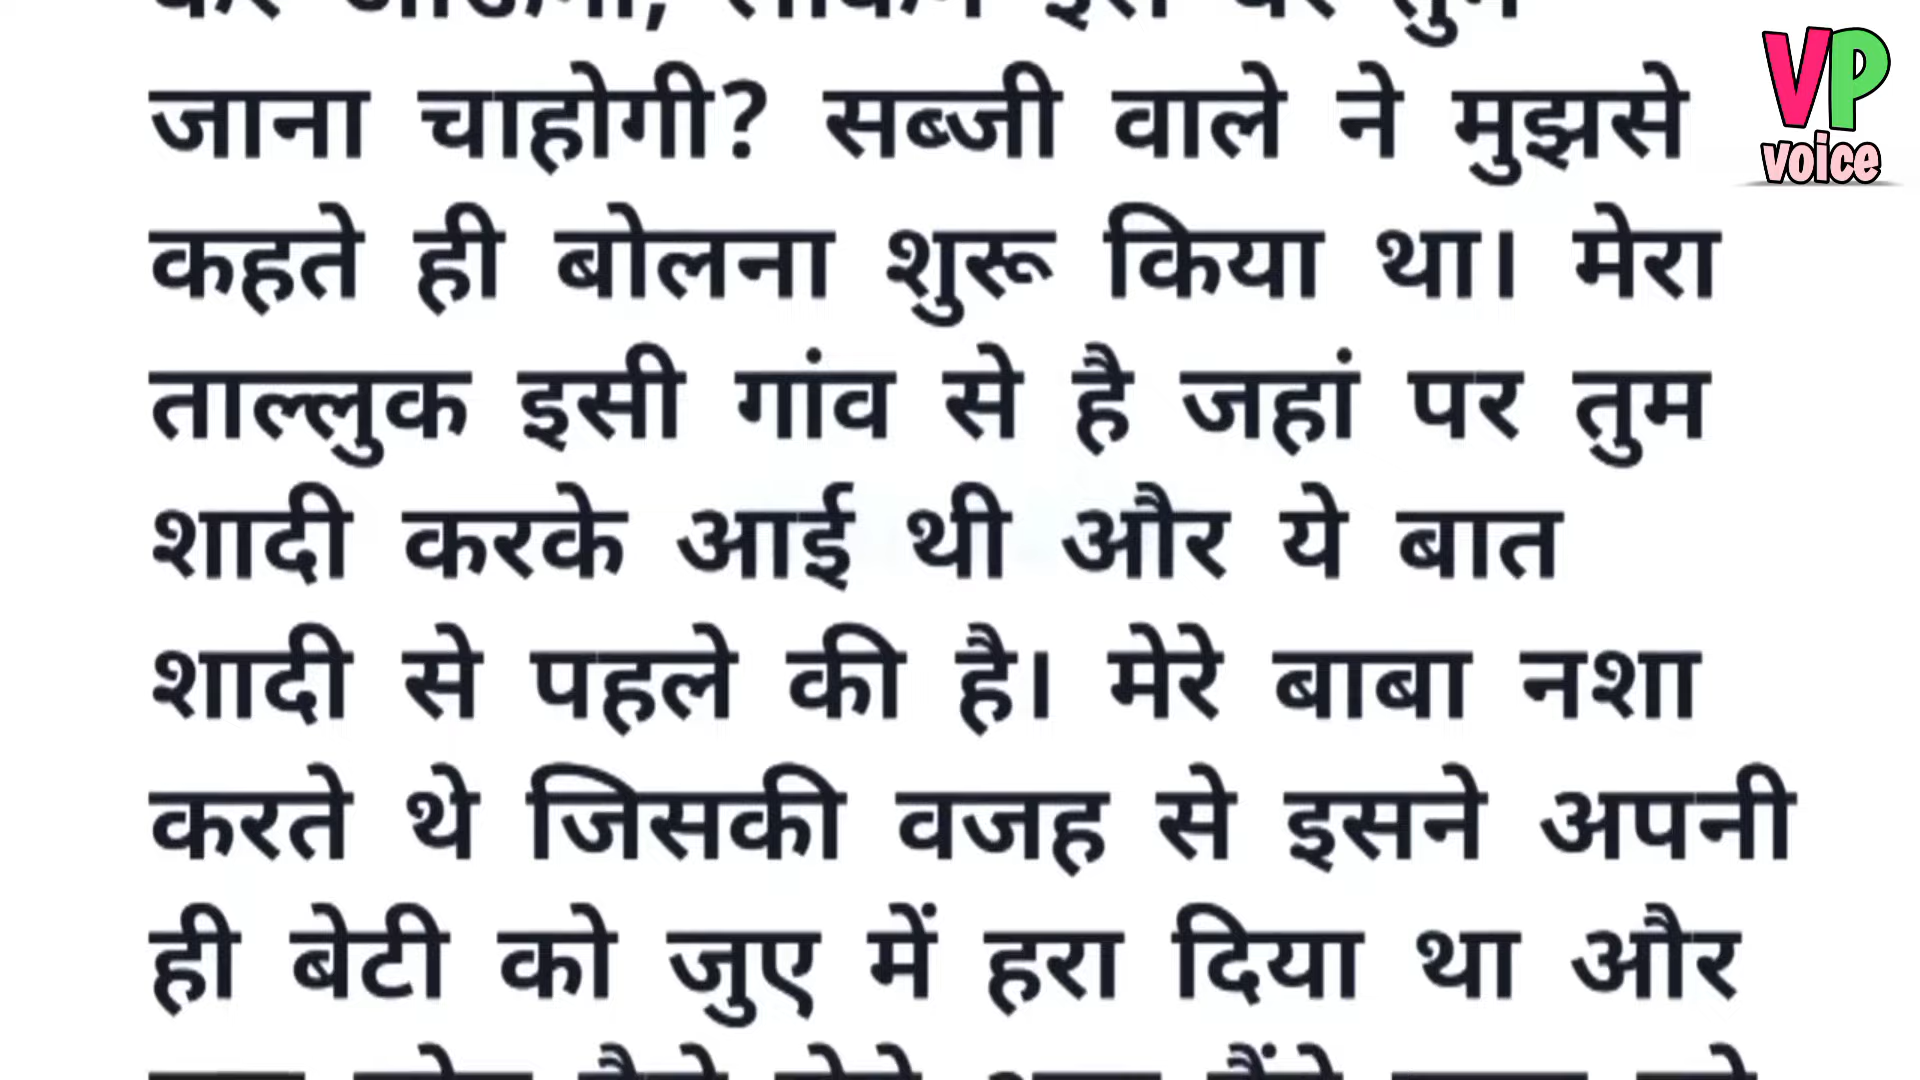 जाना चाहोगी? सब्जी वाले ने मुझसे
कहते ही बोलना शुरू किया था। मेरा
ताल्लुक इसी गांव से है जहां पर तुम
शादी करके आई थी और ये बात
शादी से पहले की है। मेरे बाबा नशा
करते थे जिसकी वजह से इसने अपनी
ही बेटी को जुए में हरा दिया था और
VP
voice